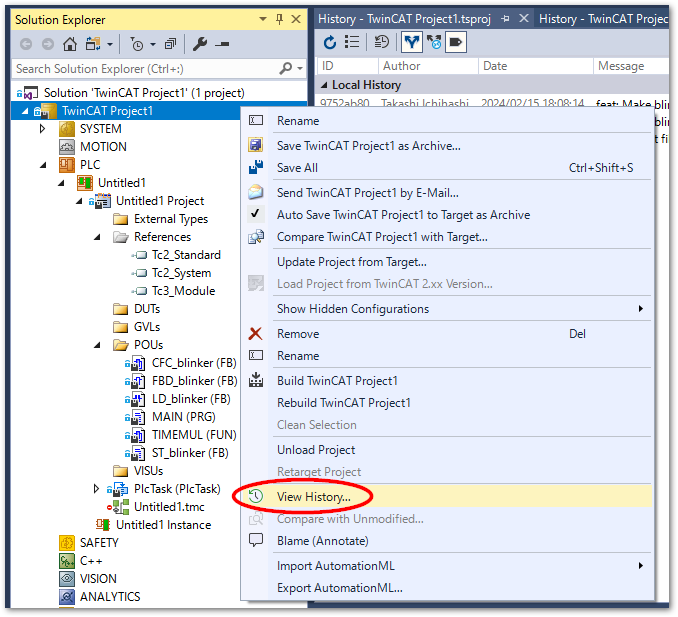 Solution Explorer
Search Solution Explorer (Ctrl+:)
Solution 'TwinCAT Project1' (1 project)
TwinCAT Project1
SYSTEM
MOTION
PLC
Untitled1
Untitled1 Project
External Types
References
Tc2_Standard
Tc2_System
Tc3_Module
DUTs
GVLs
POUs
CFC_blinker (FB)
FBD_blinker (FB)
LD_blinker (FB)
MAIN (PRG)
TIMEMUL (FUN)
ST_blinker (FB)
VISUs
PlcTask (PlcTask)
Untitled1.tmc
Untitled1 Instance
SAFETY
C++
VISION
ANALYTICS
History - TwinCAT Project1.tsproj
History - TwinCAT Projec
ID Author Date Message
Local History
9752ab80 Takashi Ichihashi 2024/02/15 18:08:14 feat: Make blin
blin
t fi
Rename
Save TwinCAT Project1 as Archive...
Save All Ctrl+Shift+S
Send TwinCAT Project1 by E-Mail...
Auto Save TwinCAT Project1 to Target as Archive
Compare TwinCAT Project1 with Target...
Update Project from Target...
Load Project from TwinCAT 2.xx Version...
Show Hidden Configurations
Remove Del
Rename
Build TwinCAT Project1
Rebuild TwinCAT Project1
Clean Selection
Unload Project
Retarget Project
View History...
Compare with Unmodified...
Blame (Annotate)
Import AutomationML
Export AutomationML...